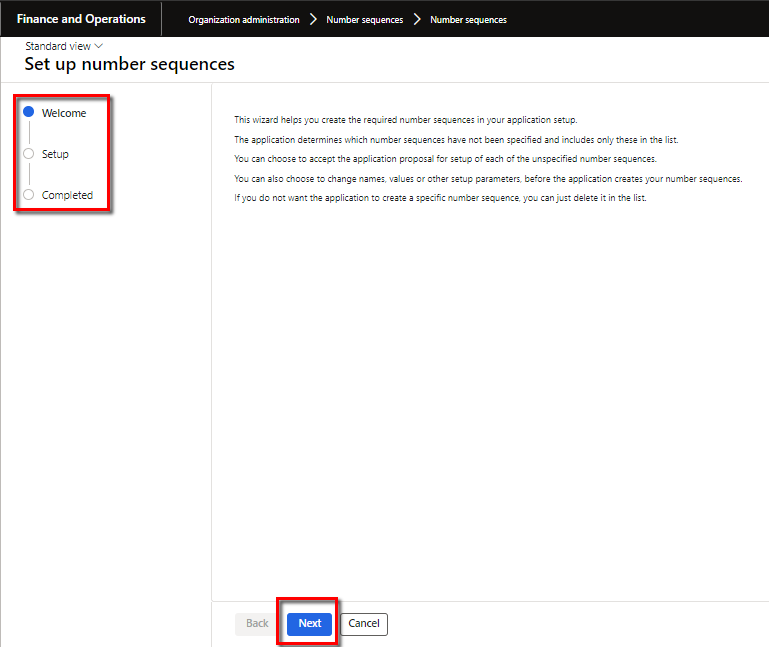 Finance and Operations
Organization administration > Number sequences > Number sequences
Standard view
Set up number sequences
Welcome
Setup
Completed
This wizard helps you create the required number sequences in your application setup.
The application determines which number sequences have not been specified and includes only these in the list.
You can choose to accept the application proposal for setup of each of the unspecified number sequences.
You can also choose to change names, values or other setup parameters, before the application creates your number sequences.
If you do not want the application to create a specific number sequence, you can just delete it in the list.
Back Next Cancel